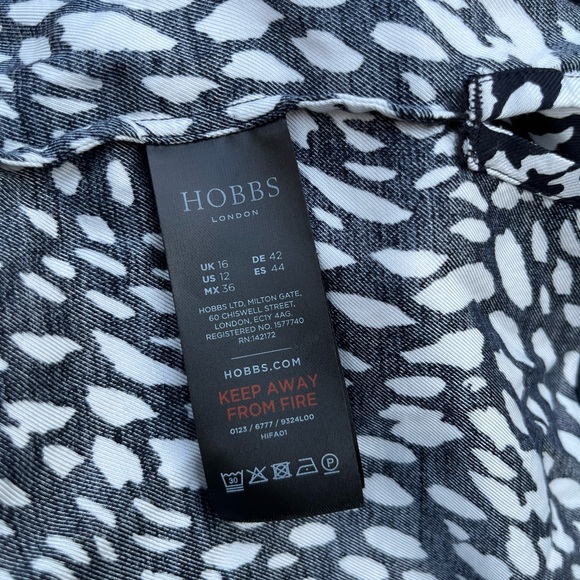 HOBBS
LONDON
UK 16 DE 42
US 12 ES 44
MX 36
HOBBS LTD, MILTON GATE,
60 CHISWELL STREET,
LONDON, EC1Y 4AG.
REGISTERED NO. 1577740
RN:142172
HOBBS.COM
KEEP AWAY
FROM FIRE
0123 / 6777 / 9324L00
HIFA01
30 P